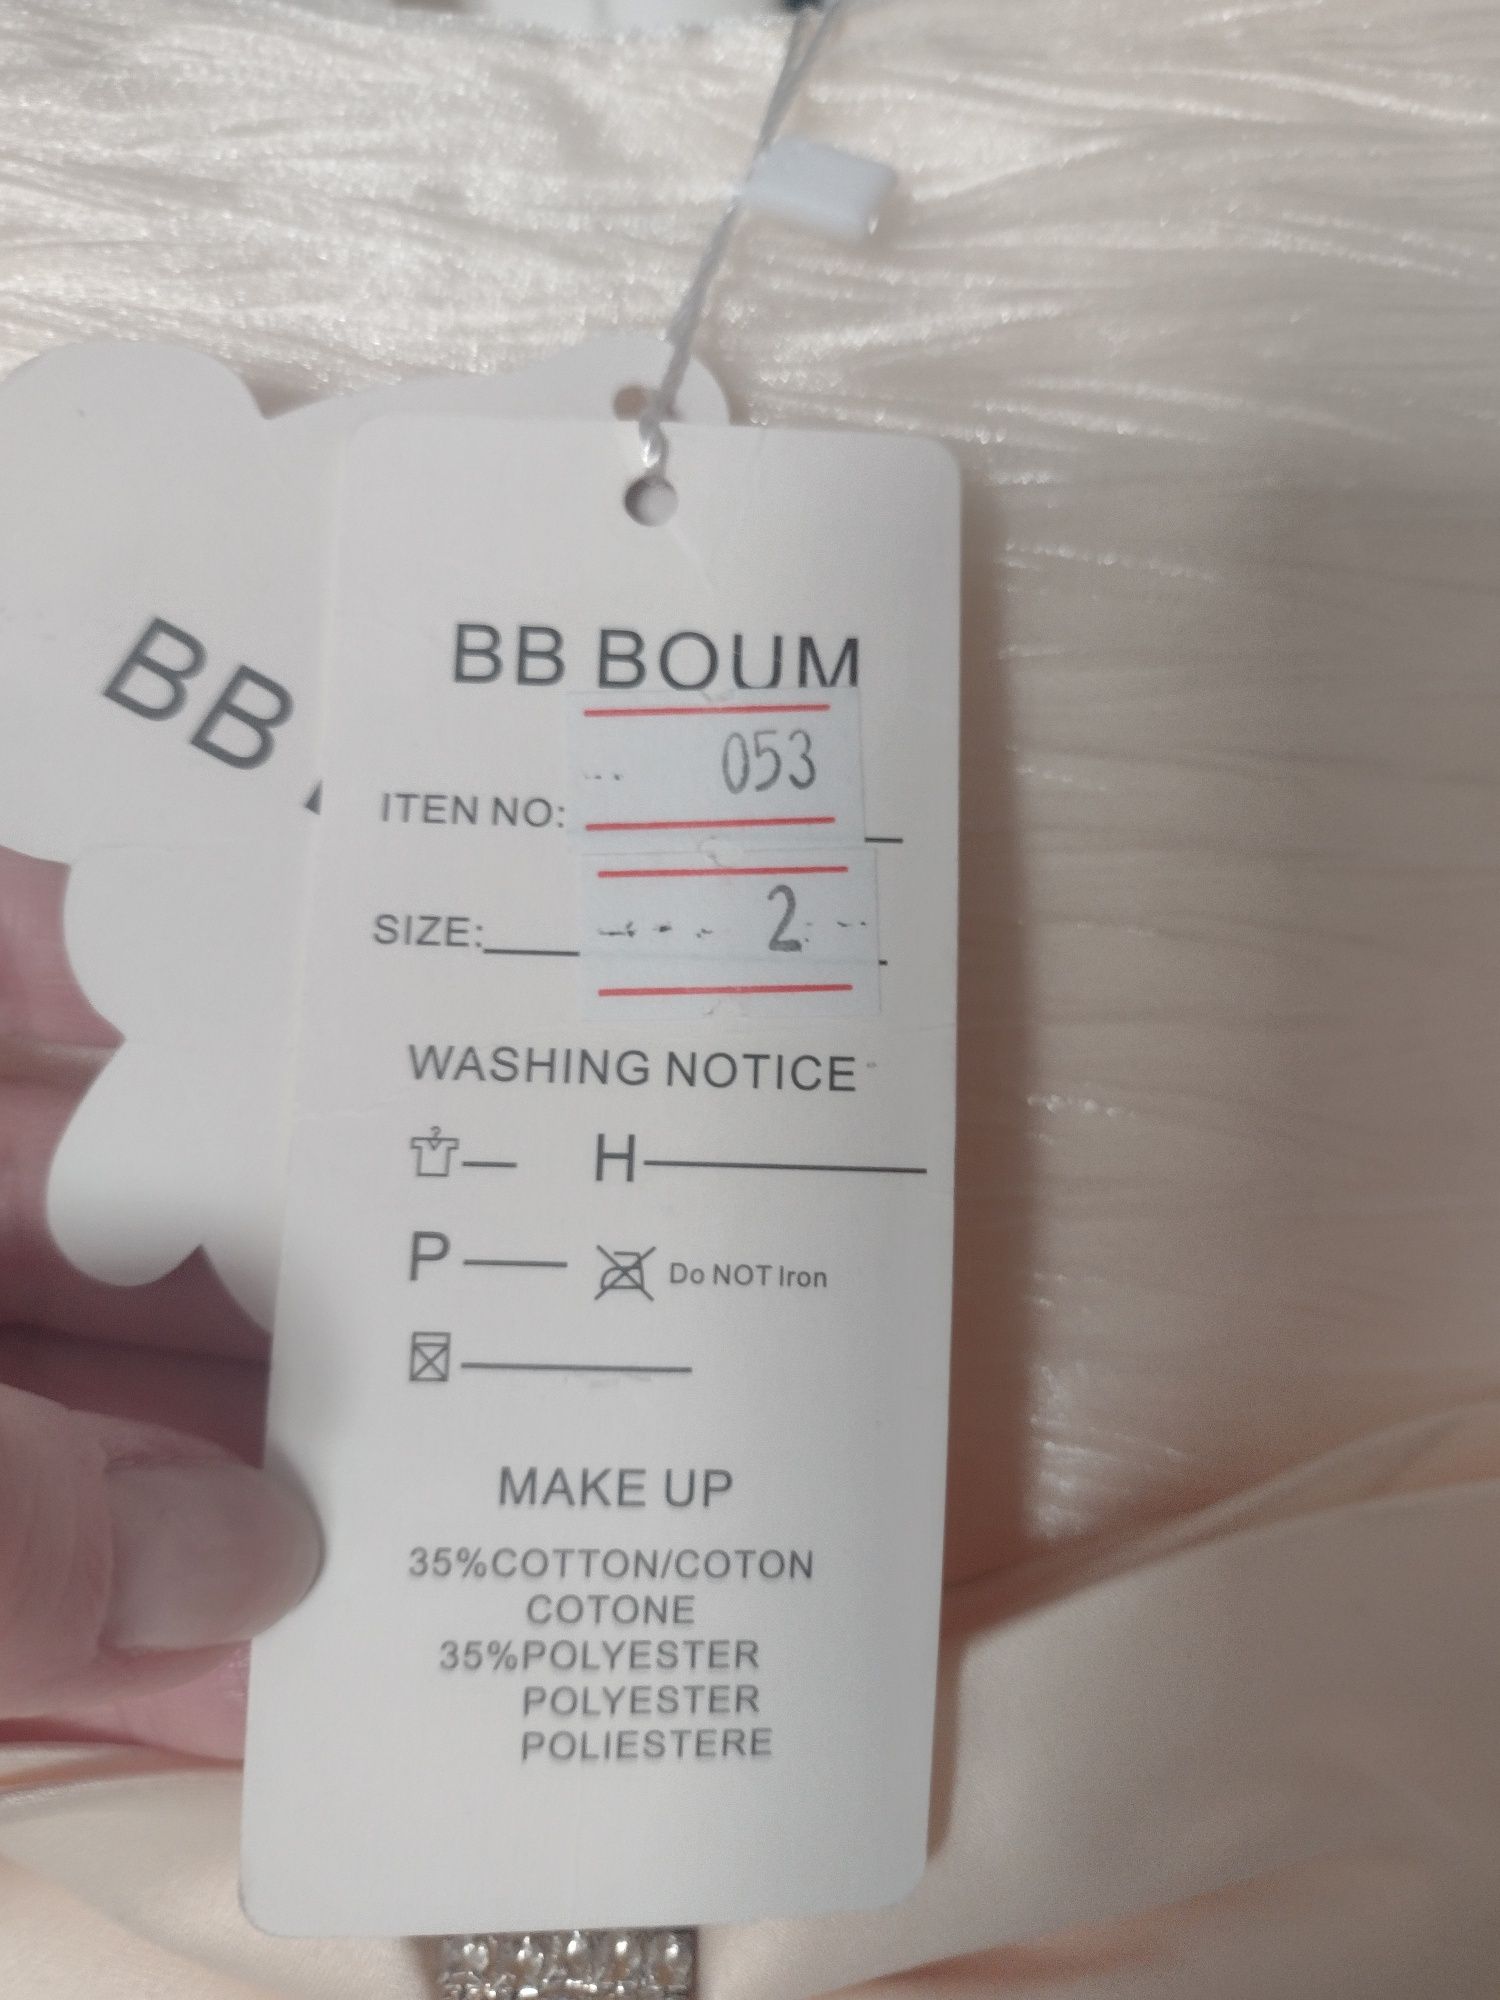 BB
BB BOUM
ITEN NO: 053
SIZE: 2
WASHING NOTICE
H
P
Do NOT Iron
MAKE UP
35%COTTON/COTON
COTONE
35%POLYESTER
POLYESTER
POLIESTERE